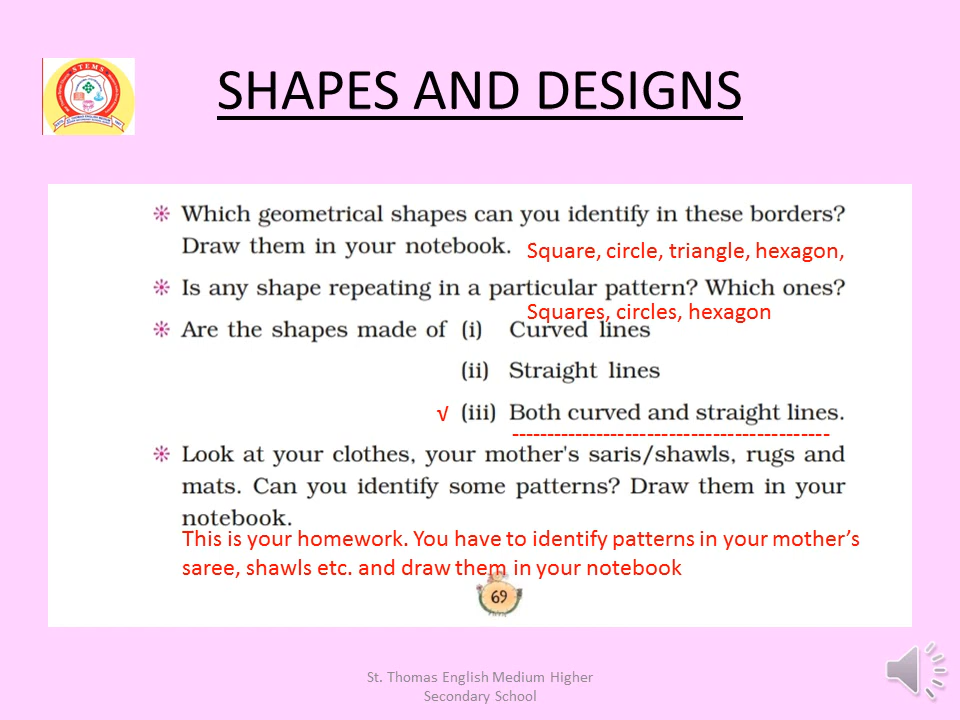 STEMS
SHAPES AND DESIGNS
Which geometrical shapes can you identify in these borders?
Draw them in your notebook. Square, circle, triangle, hexagon,
Is any shape repeating in a particular pattern? Which ones?
Squares, circles, hexagon
Are the shapes made of (i) Curved lines
(ii) Straight lines
√ (iii) Both curved and straight lines.
--------------------------------------------
Look at your clothes, your mother's saris/shawls, rugs and
mats. Can you identify some patterns? Draw them in your
notebook.
This is your homework. You have to identify patterns in your mother’s
saree, shawls etc. and draw them in your notebook
69
St. Thomas English Medium Higher
Secondary School